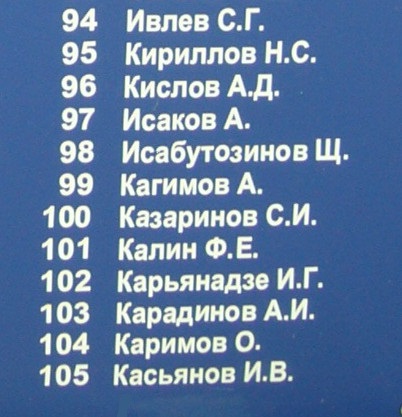 94 Ивлев С.Г.
95 Кириллов Н.С.
96 Кислов А.Д.
97 Исаков А.
98 Исабутозинов Щ.
99 Кагимов А.
100 Казаринов С.И.
101 Калин Ф.Е.
102 Карьянадзе И.Г.
103 Карадинов А.И.
104 Каримов О.
105 Касьянов И.В.